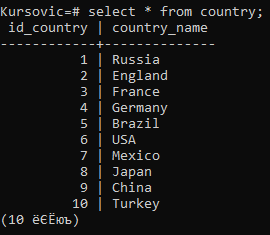 Kursovic=# select * from country;
id_country | country_name
------------+--------------
1 | Russia
2 | England
3 | France
4 | Germany
5 | Brazil
6 | USA
7 | Mexico
8 | Japan
9 | China
10 | Turkey
(10 ёЄЁюъ)